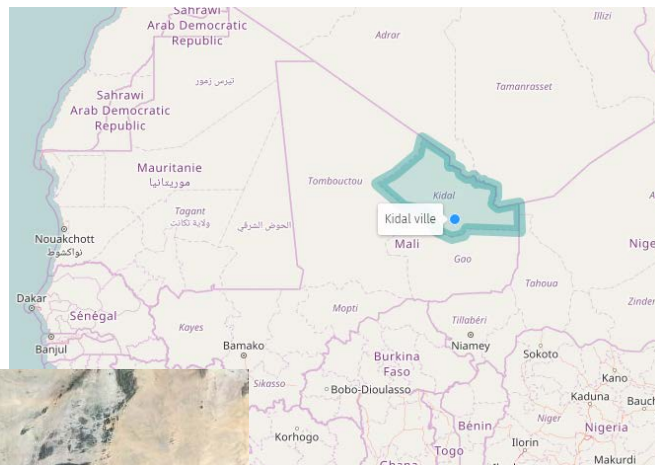 Sahrawi
Arab Democratic
Republic
Adrar
Illizi
Tamanrasset
تيرس زمور
Sahrawi
Arab Democratic
Republic
Mauritanie
موريتانيا
Tombouctou
Kidal
Tagant
ولاية تكانت
الحوض الشرقي
Kidal ville
Nouakchott
نواكشوط
Mali
Gao
Nige
Dakar
Sénégal
Tahoua
Zinder
Kayes
Mopti
Tillabéri
Banjul
Bamako
Niamey
Sokoto
Burkina
Faso
Sikasso
Bobo-Dioulasso
Kano
Kaduna
Bauch
Korhogo
Bénin
Niger
Nigeria
Ghana
Togo
Ilorin
Makurdi